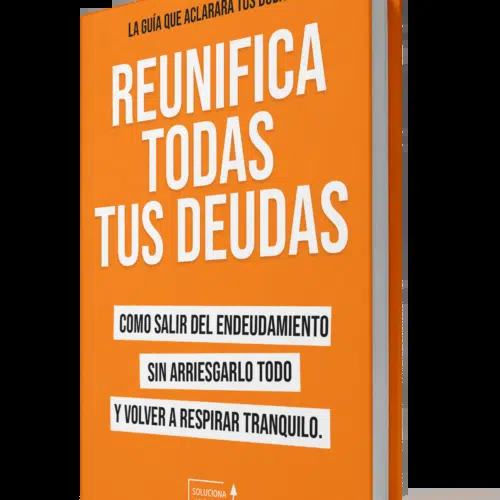 LA GUÍA QUE ACLARARA TUS
REUNIFICA
TODAS
TUS DEUDAS
COMO SALIR DEL ENDEUDAMIENTO
SIN ARRIESGARLO TODO
Y VOLVER A RESPIRAR TRANQUILO.
SOLUCIONA